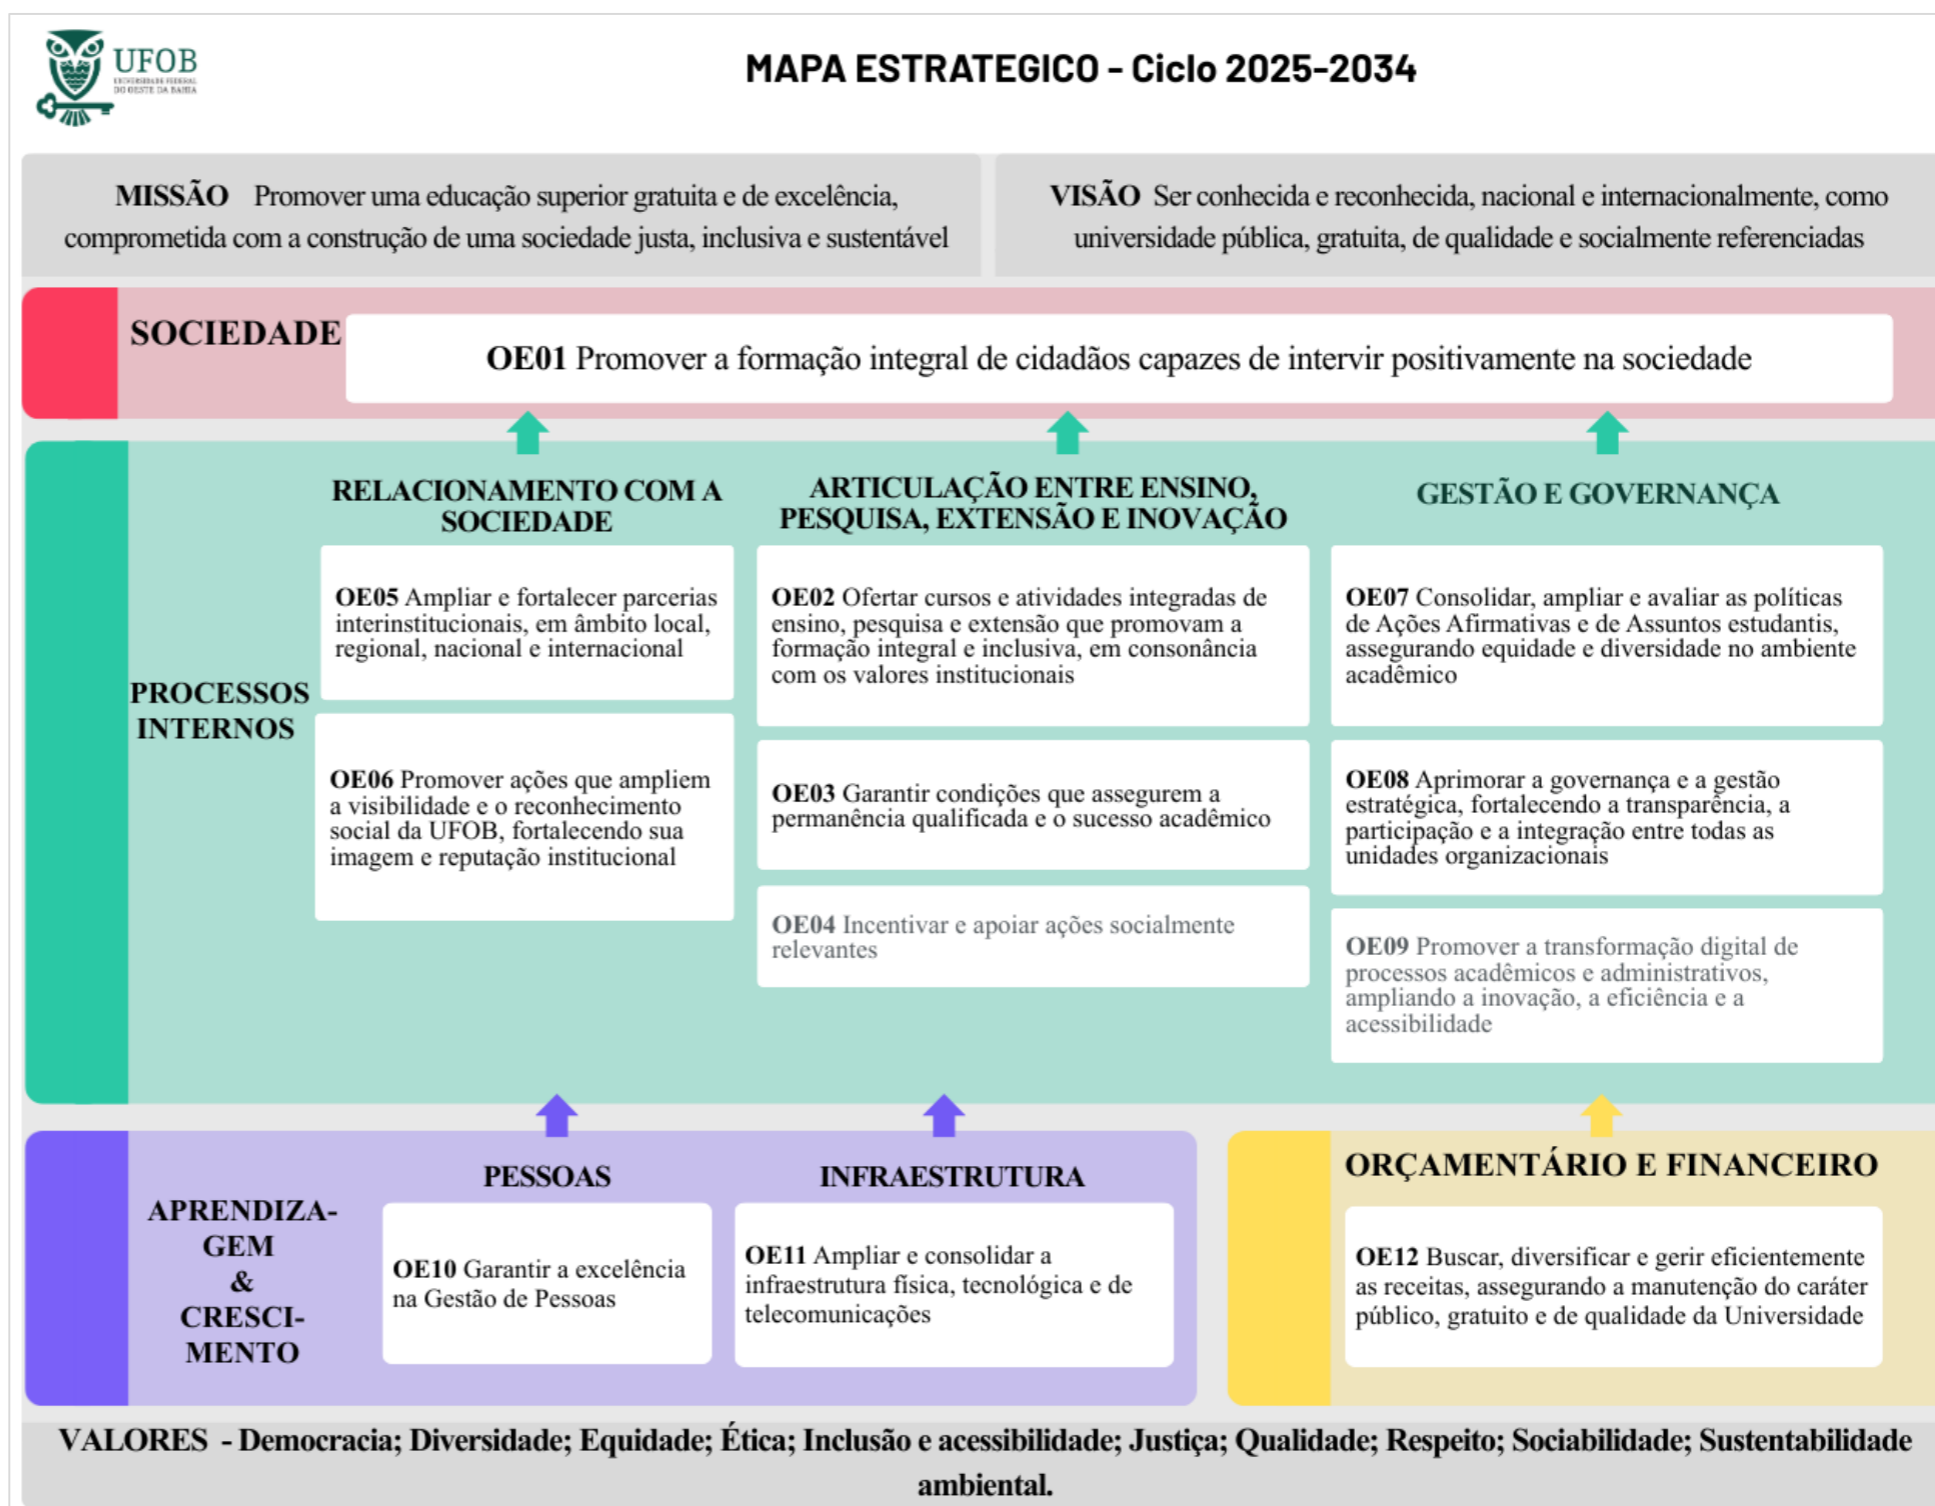 UFOB
UNIVERSIDADE FEDERAL
DO OESTE DA BAHIA
MAPA ESTRATEGICO - Ciclo 2025-2034
MISSÃO Promover uma educação superior gratuita e de excelência,
comprometida com a construção de uma sociedade justa, inclusiva e sustentável
VISÃO Ser conhecida e reconhecida, nacional e internacionalmente, como
universidade pública, gratuita, de qualidade e socialmente referenciadas
SOCIEDADE
OE01 Promover a formação integral de cidadãos capazes de intervir positivamente na sociedade
PROCESSOS
INTERNOS
RELACIONAMENTO COM A
SOCIEDADE
OE05 Ampliar e fortalecer parcerias
interinstitucionais, em âmbito local,
regional, nacional e internacional
OE06 Promover ações que ampliem
a visibilidade e o reconhecimento
social da UFOB, fortalecendo sua
imagem e reputação institucional
ARTICULAÇÃO ENTRE ENSINO,
PESQUISA, EXTENSÃO E INOVAÇÃO
OE02 Ofertar cursos e atividades integradas de
ensino, pesquisa e extensão que promovam a
formação integral e inclusiva, em consonância
com os valores institucionais
OE03 Garantir condições que assegurem a
permanência qualificada e o sucesso acadêmico
OE04 Incentivar e apoiar ações socialmente
relevantes
GESTÃO E GOVERNANÇA
OE07 Consolidar, ampliar e avaliar as políticas
de Ações Afirmativas e de Assuntos estudantis,
assegurando equidade e diversidade no ambiente
acadêmico
OE08 Aprimorar a governança e a gestão
estratégica, fortalecendo a transparência, a
participação e a integração entre todas as
unidades organizacionais
OE09 Promover a transformação digital de
processos acadêmicos e administrativos,
ampliando a inovação, a eficiência e a
acessibilidade
APRENDIZA-
GEM
&
CRESCI-
MENTO
PESSOAS
OE10 Garantir a excelência
na Gestão de Pessoas
INFRAESTRUTURA
OE11 Ampliar e consolidar a
infraestrutura física, tecnológica e de
telecomunicações
ORÇAMENTÁRIO E FINANCEIRO
OE12 Buscar, diversificar e gerir eficientemente
as receitas, assegurando a manutenção do caráter
público, gratuito e de qualidade da Universidade
VALORES - Democracia; Diversidade; Equidade; Ética; Inclusão e acessibilidade; Justiça; Qualidade; Respeito; Sociabilidade; Sustentabilidade
ambiental.